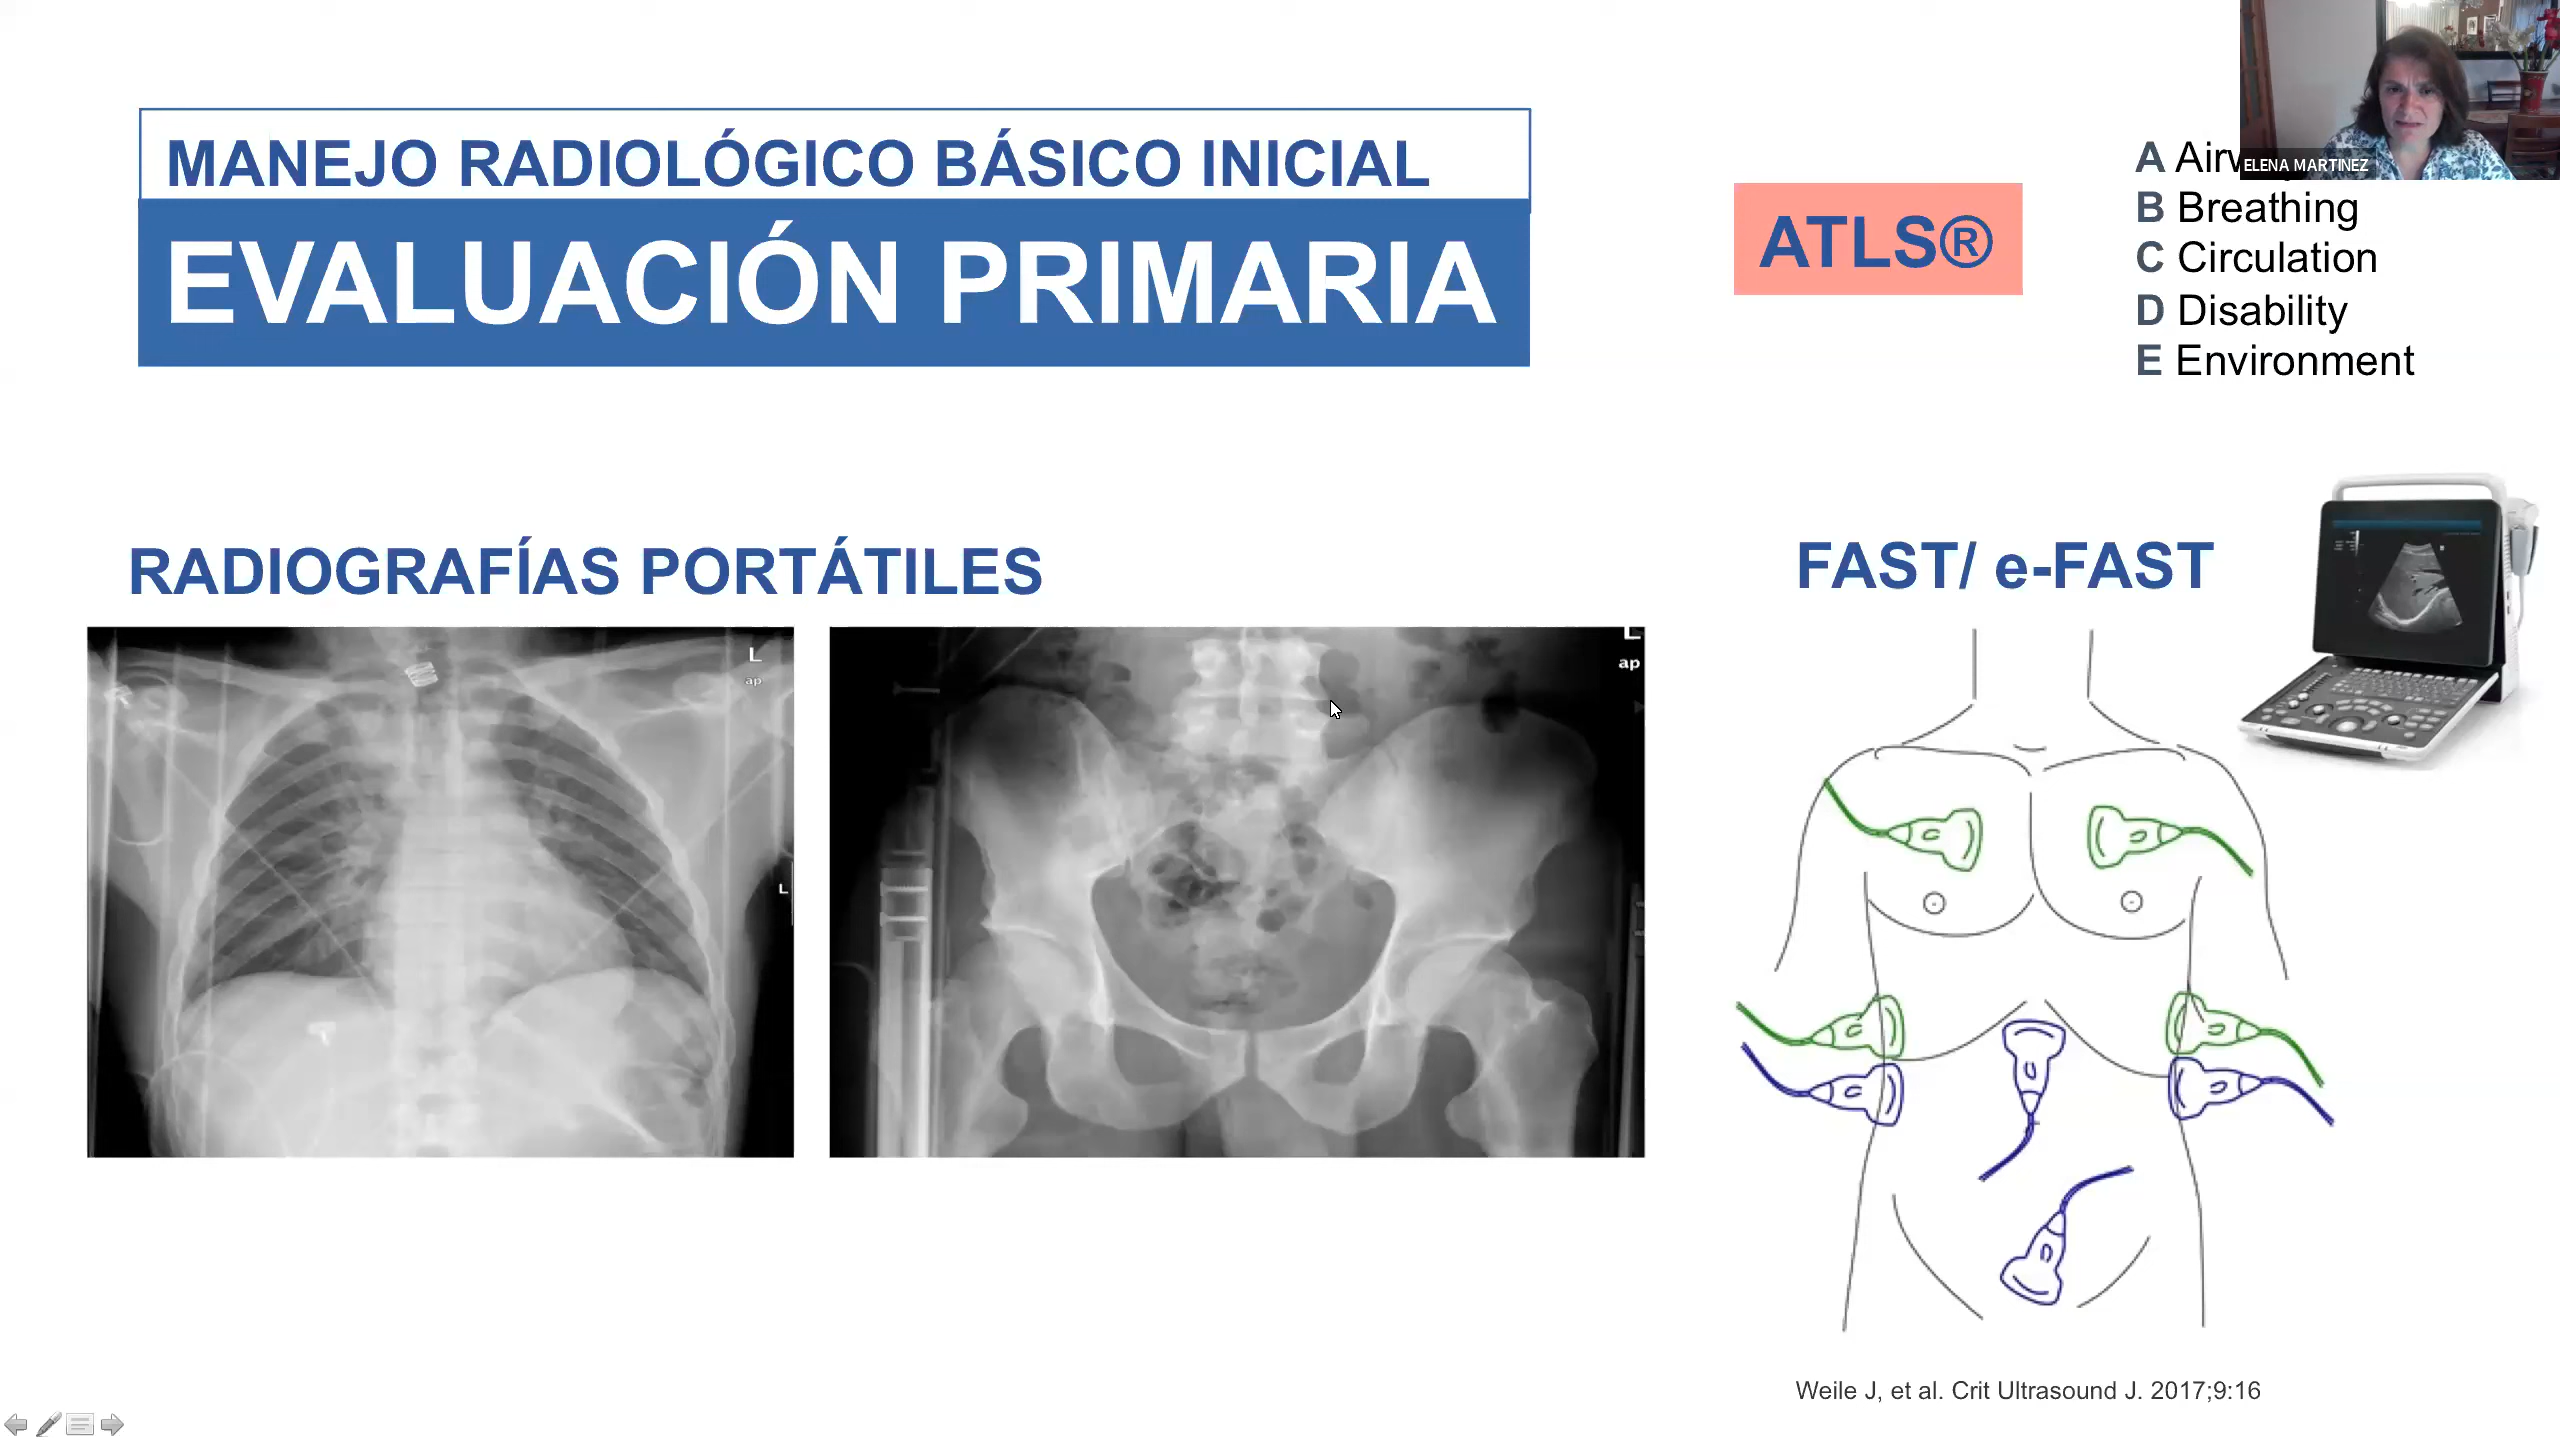 MANEJO RADIOLÓGICO BÁSICO INICIAL
EVALUACIÓN PRIMARIA
ATLS®
A
B Breathing
C Circulation
D Disability
E Environment
ELENA MARTINEZ
RADIOGRAFÍAS PORTÁTILES
L
ap
L
L
ap
FAST/ e-FAST
Weile J, et al. Crit Ultrasound J. 2017;9:16